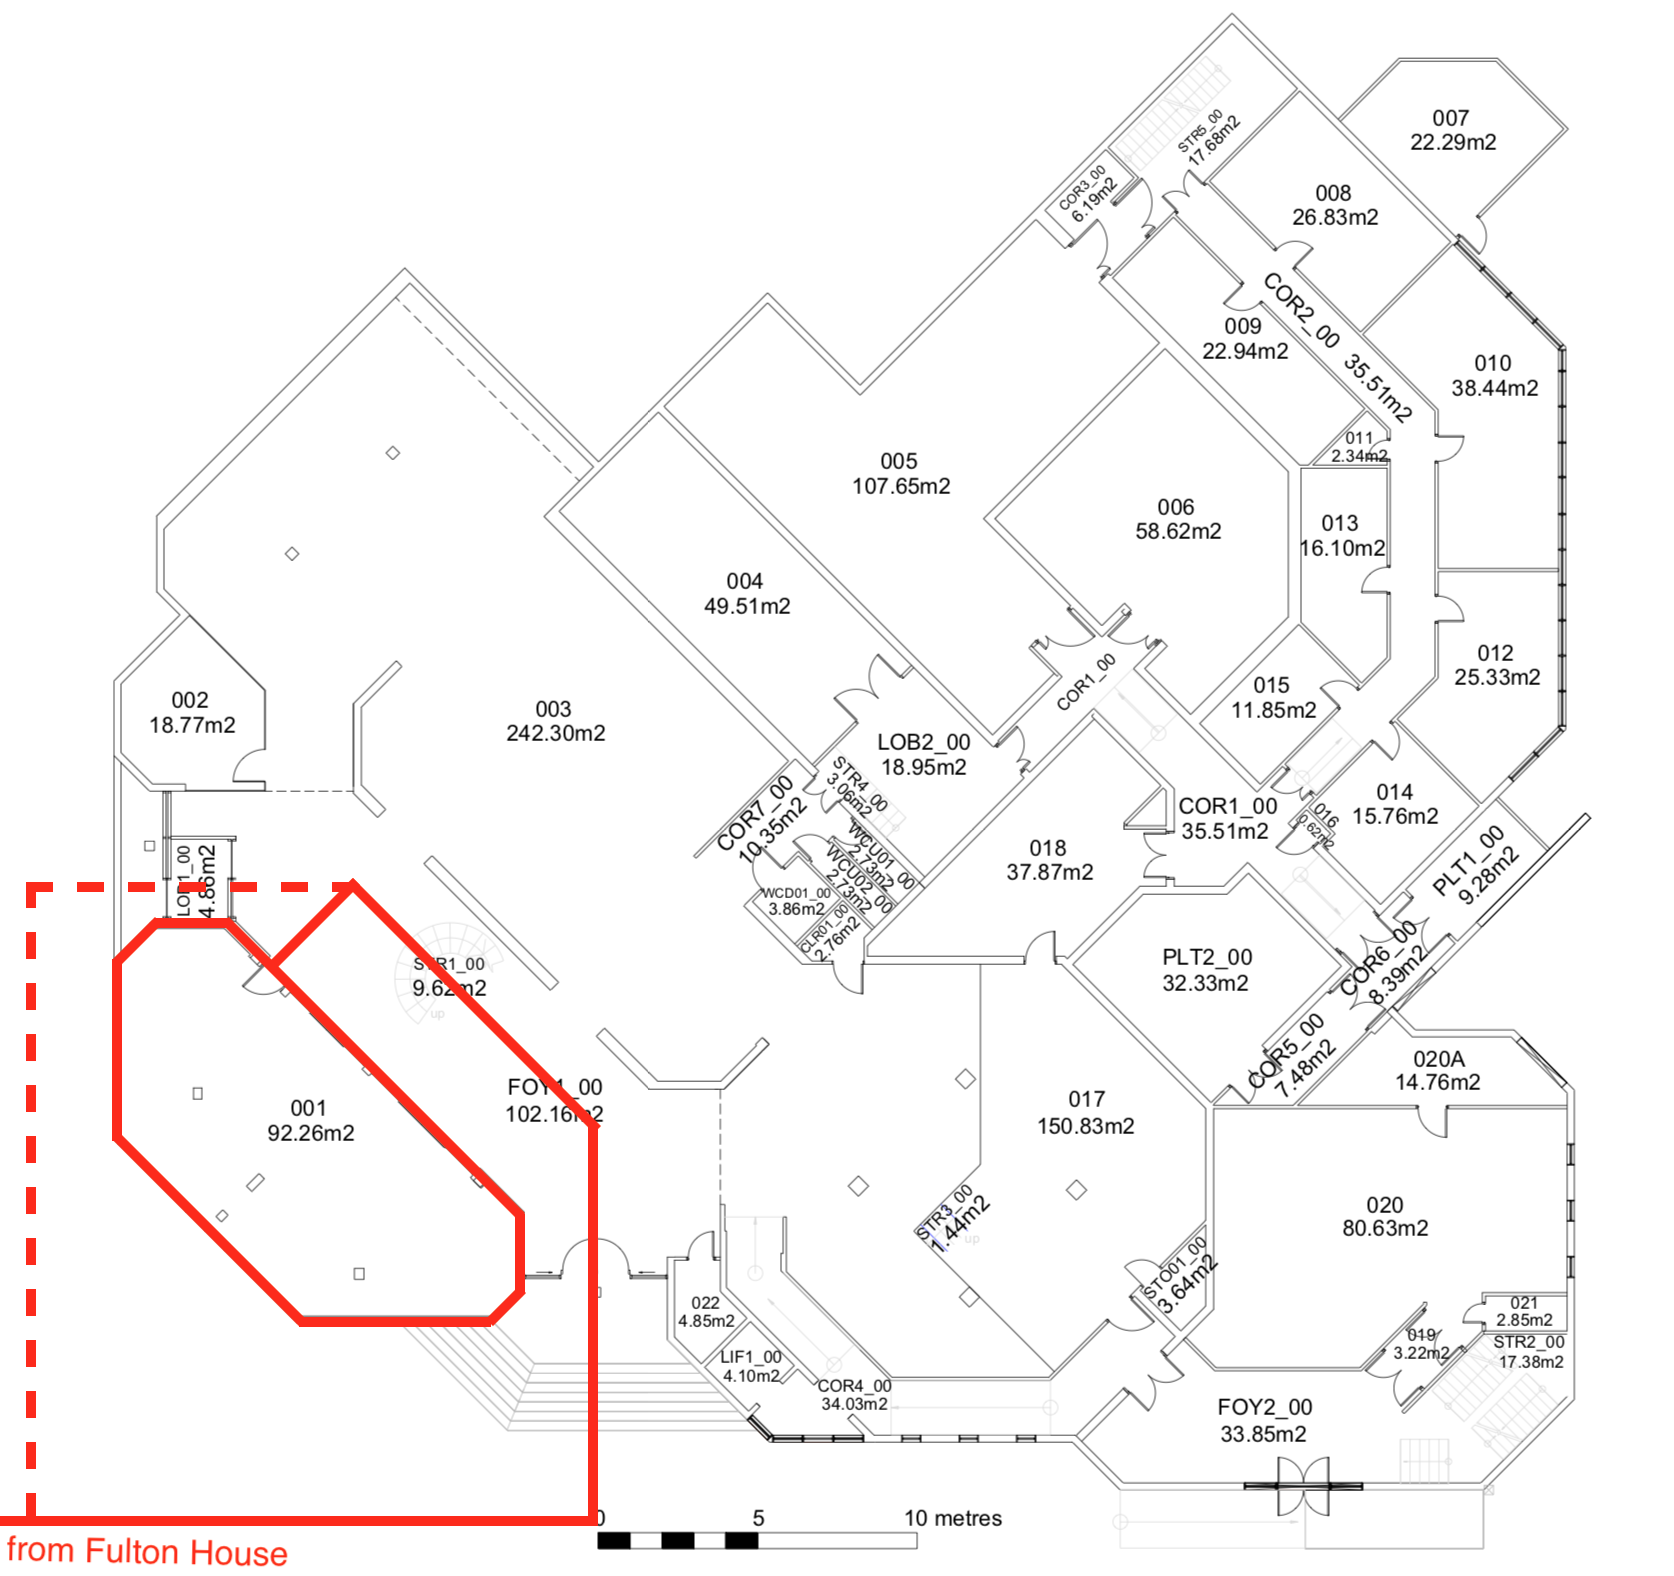 007
22.29m2
STR5_00
17.68m2
COR3_00
6.19m2
008
26.83m2
COR2_00 35.51m2
009
22.94m2
010
38.44m2
011
2.34m2
005
107.65m2
006
58.62m2
013
16.10m2
004
49.51m2
012
25.33m2
015
11.85m2
COR1_00
002
18.77m2
003
242.30m2
LOB2_00
18.95m2
STR4_00
3.06m2
COR7_00
10.35m2
COR1_00
35.51m2
014
15.76m2
016
0.62m2
018
37.87m2
WCU01_00
2.73m2
WCU02_00
2.73m2
WCD01_00
3.86m2
CLR01_00
2.76m2
PLT1_00
9.28m2
LOB1_00
4.86m2
STR1_00
9.62m2
up
PLT2_00
32.33m2
COR6_00
8.39m2
COR5_00
7.48m2
020A
14.76m2
FOY1_00
102.16m2
001
92.26m2
017
150.83m2
STR3_00
1.44m2
up
020
80.63m2
STO01_00
3.64m2
022
4.85m2
021
2.85m2
019
3.22m2
STR2_00
17.38m2
LIF1_00
4.10m2
COR4_00
34.03m2
FOY2_00
33.85m2
0 5 10 metres
from Fulton House